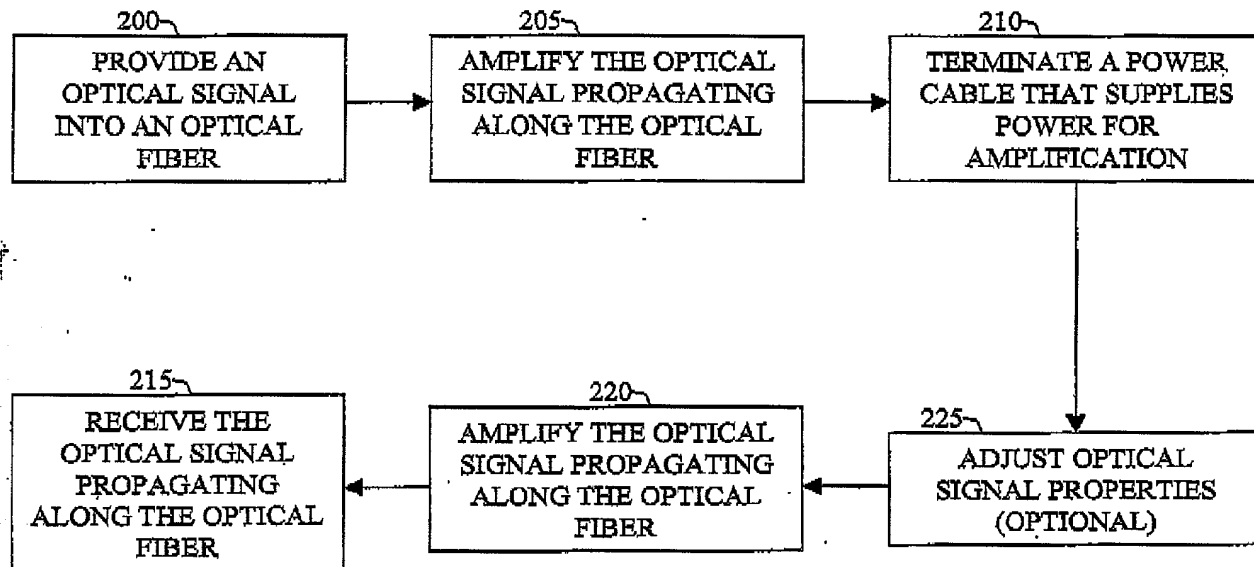 200
PROVIDE AN
OPTICAL SIGNAL
INTO AN OPTICAL
FIBER
205
AMPLIFY THE OPTICAL
SIGNAL PROPAGATING
ALONG THE OPTICAL
FIBER
210
TERMINATE A POWER
CABLE THAT SUPPLIES
POWER FOR
AMPLIFICATION
215
RECEIVE THE
OPTICAL SIGNAL
PROPAGATING
ALONG THE OPTICAL
FIBER
220
AMPLIFY THE OPTICAL
SIGNAL PROPAGATING
ALONG THE OPTICAL
FIBER
225
ADJUST OPTICAL
SIGNAL PROPERTIES
(OPTIONAL)